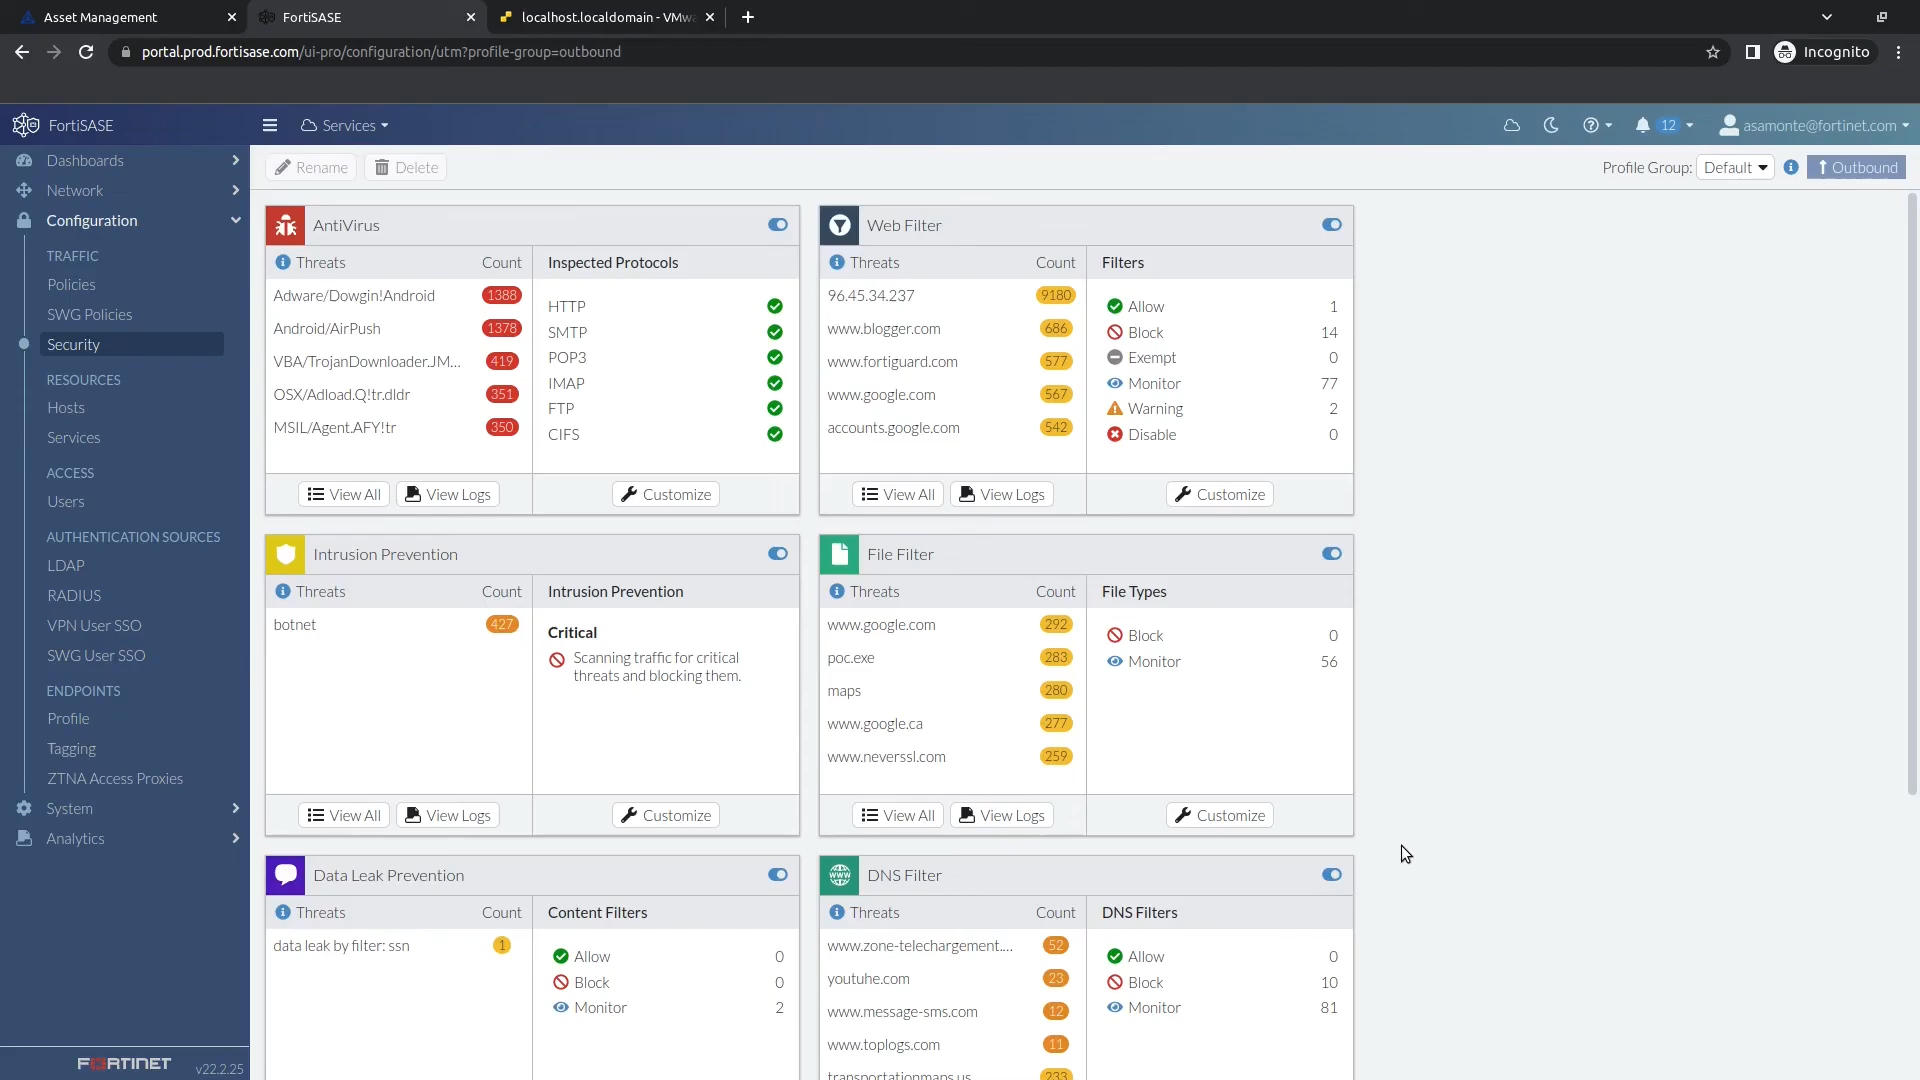 Asset Management
FortiSASE
localhost.localdomain - VMw
portal.prod.fortisase.com/ui-pro/configuration/utm?profile-group=outbound
Incognito
FortiSASE
Services
12
asamonte@fortinet.com
Dashboards
Network
Configuration
TRAFFIC
Policies
SWG Policies
Security
RESOURCES
Hosts
Services
ACCESS
Users
AUTHENTICATION SOURCES
LDAP
RADIUS
VPN User SSO
SWG User SSO
ENDPOINTS
Profile
Tagging
ZTNA Access Proxies
System
Analytics
FORTINET v22.2.25
Rename Delete
Profile Group: Default Outbound
AntiVirus
Threats Count Inspected Protocols
Adware/Dowgin!Android 1388
Android/AirPush 1378
VBA/TrojanDownloader.JM... 419
OSX/Adload.Q!tr.dldr 351
MSIL/Agent.AFY!tr 350
HTTP
SMTP
POP3
IMAP
FTP
CIFS
View All View Logs Customize
Web Filter
Threats Count Filters
96.45.34.237 9180
www.blogger.com 686
www.fortiguard.com 577
www.google.com 567
accounts.google.com 542
Allow 1
Block 14
Exempt 0
Monitor 77
Warning 2
Disable 0
View All View Logs Customize
Intrusion Prevention
Threats Count Intrusion Prevention
botnet 427
Critical
Scanning traffic for critical
threats and blocking them.
View All View Logs Customize
File Filter
Threats Count File Types
www.google.com 292
poc.exe 283
maps 280
www.google.ca 277
www.neverssl.com 259
Block 0
Monitor 56
View All View Logs Customize
Data Leak Prevention
Threats Count Content Filters
data leak by filter: ssn 1
Allow 0
Block 0
Monitor 2
DNS Filter
Threats Count DNS Filters
www.zone-telechargement.... 52
youtuhe.com 23
www.message-sms.com 12
www.toplogs.com 11
transportationmaps.us 233
Allow 0
Block 10
Monitor 81